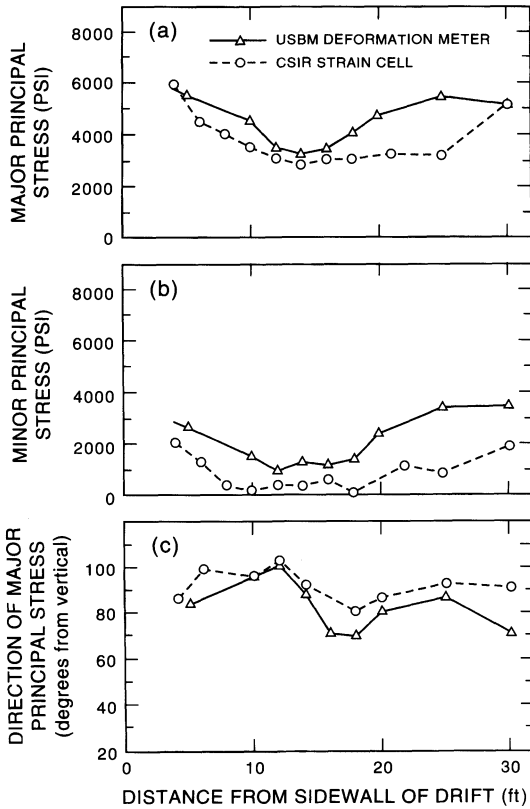 (a)
USBM DEFORMATION METER
CSIR STRAIN CELL
8000
6000
4000
2000
0
MAJOR PRINCIPAL
STRESS (PSI)
(b)
8000
6000
4000
2000
0
MINOR PRINCIPAL
STRESS (PSI)
(c)
100
80
60
40
20
DIRECTION OF MAJOR
PRINCIPAL STRESS
(degrees from vertical)
0 10 20 30
DISTANCE FROM SIDEWALL OF DRIFT (ft)